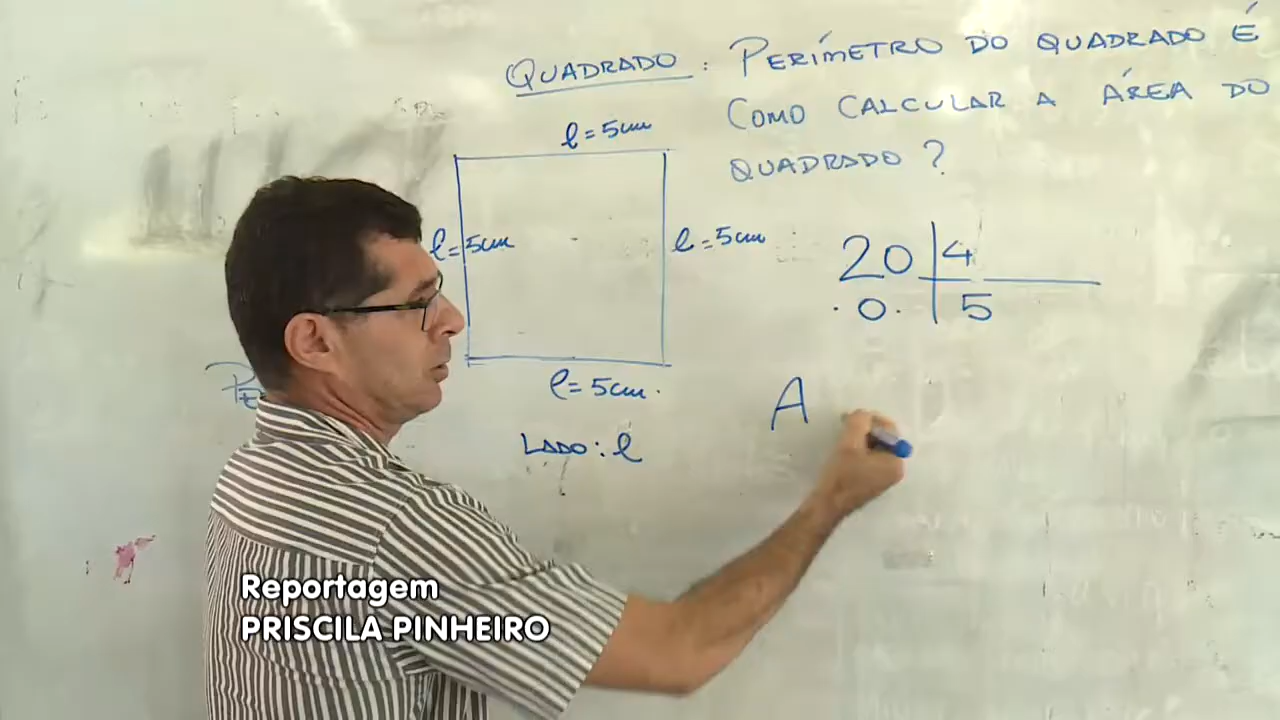 QUADRADO: PERÍMETRO DO QUADRADO É
COMO CALCULAR A ÁREA DO
QUADRADO?
l = 5cm
l = 5cm
l = 5cm
l = 5cm.
LADO: l
20 4
.0. 5
A
Reportagem
PRISCILA PINHEIRO